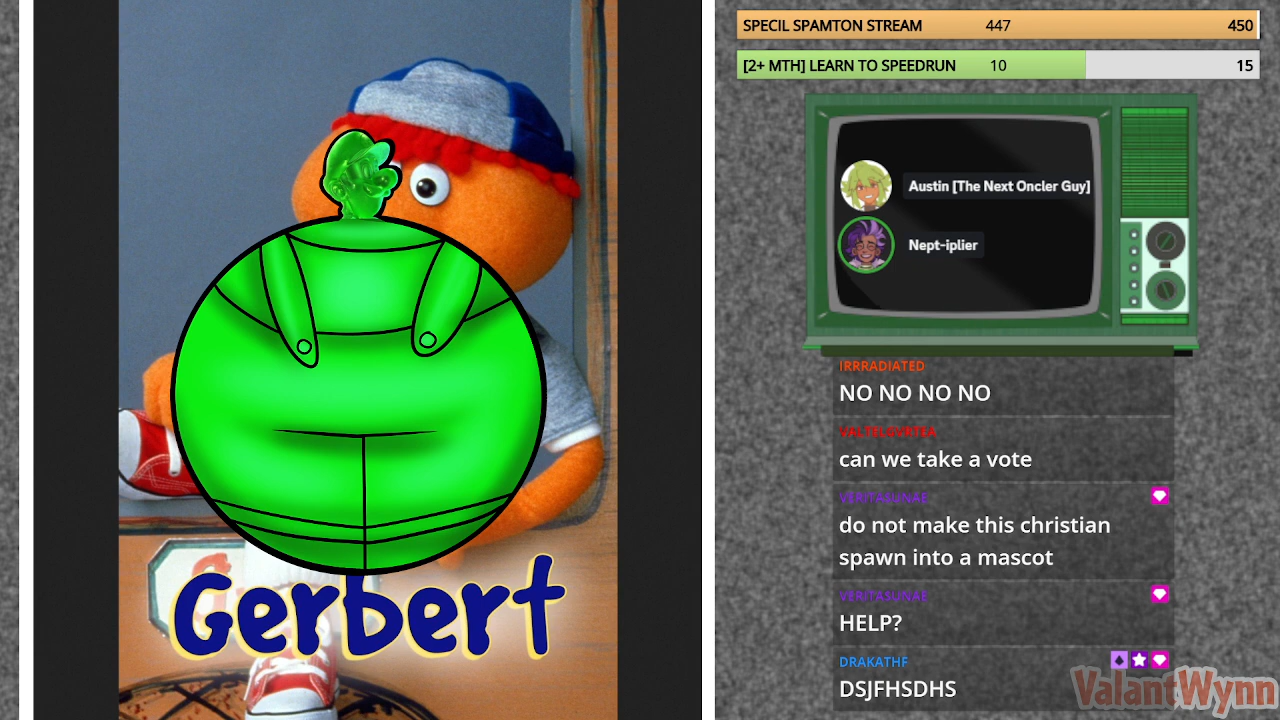 SPECIL SPAMTON STREAM 447 450
[2+ MTH] LEARN TO SPEEDRUN 10 15
Austin [The Next Oncler Guy]
Nept-iplier
IRRRADIATED
NO NO NO NO
VALTELGVRTEA
can we take a vote
VERITASUNAE
do not make this christian
spawn into a mascot
VERITASUNAE
HELP?
DRAKATHF
DSJFHSDHS
Gerbert
ValantWynn